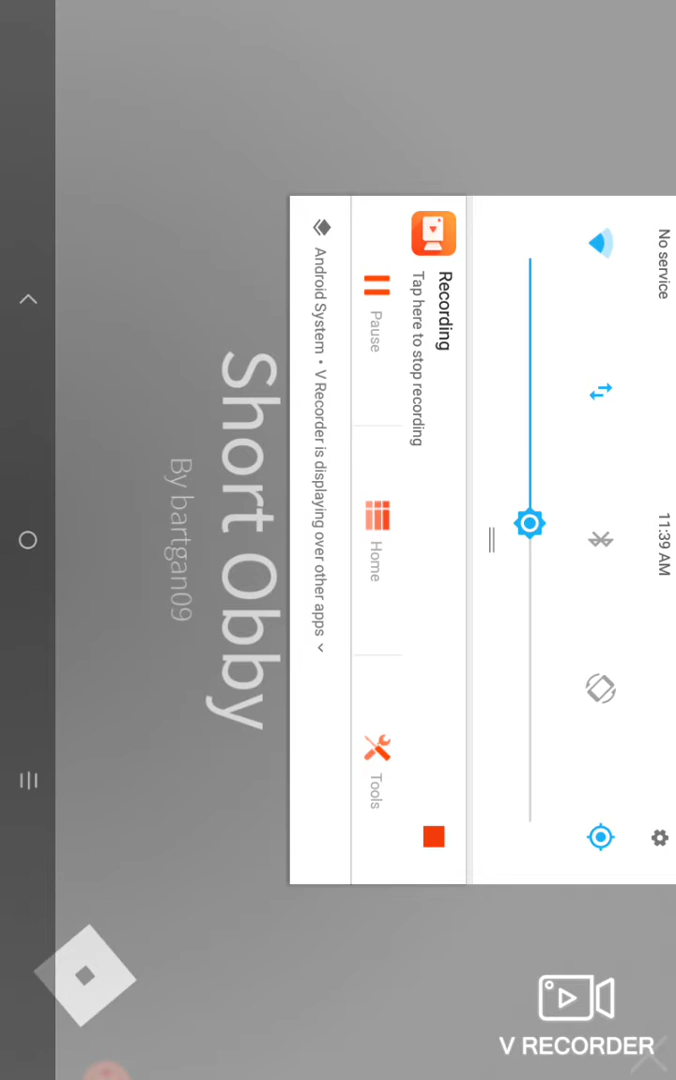 No service
11:39 AM
Recording
Tap here to stop recording
Pause
Home
Tools
Android System • V Recorder is displaying over other apps
Short Obby
By bartgan09
V RECORDER